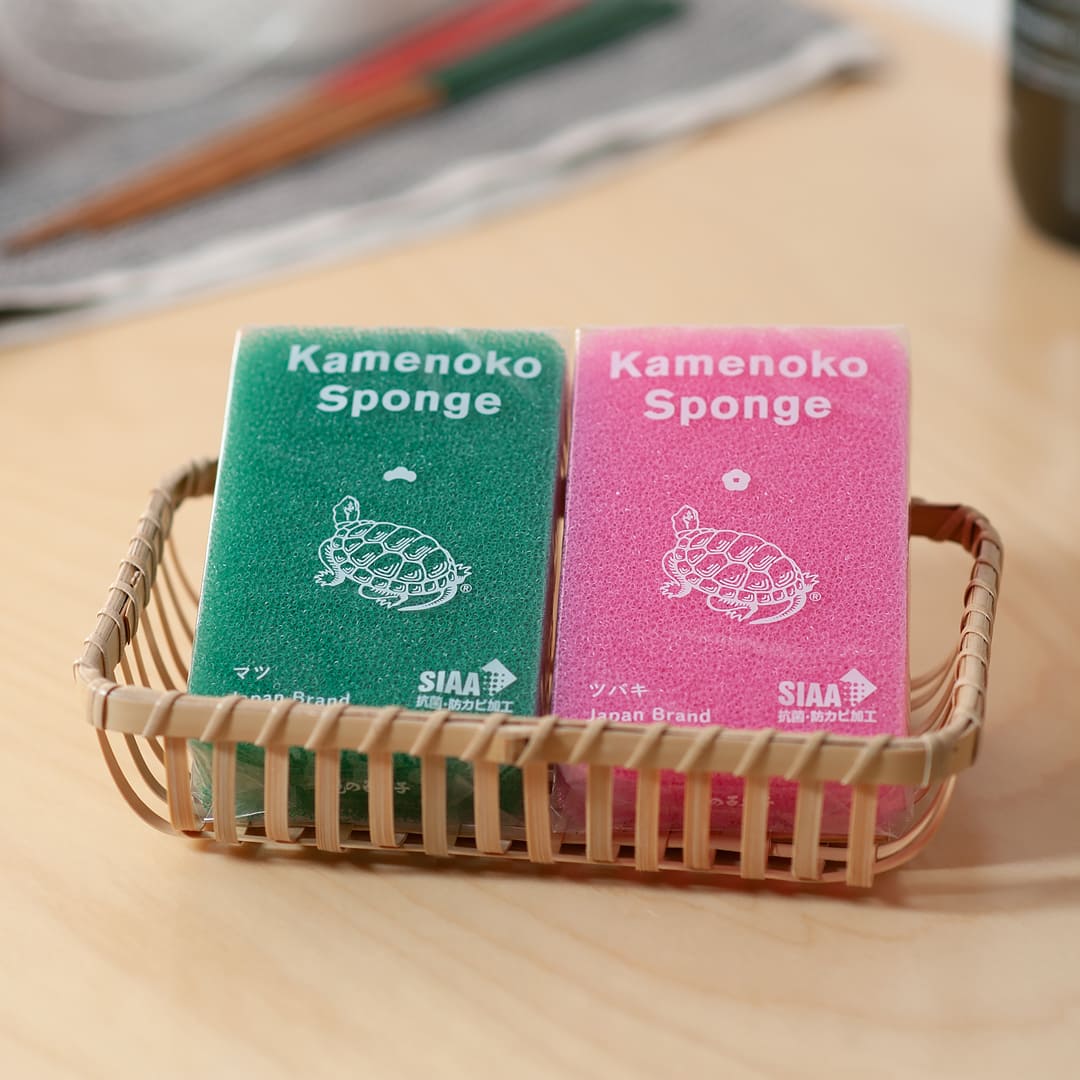 Kamenoko
Sponge
®
マツ
Japan Brand
SIAA
抗菌・防カビ加工
Kamenoko
Sponge
®
ツバキ
Japan Brand
SIAA
抗菌・防カビ加工